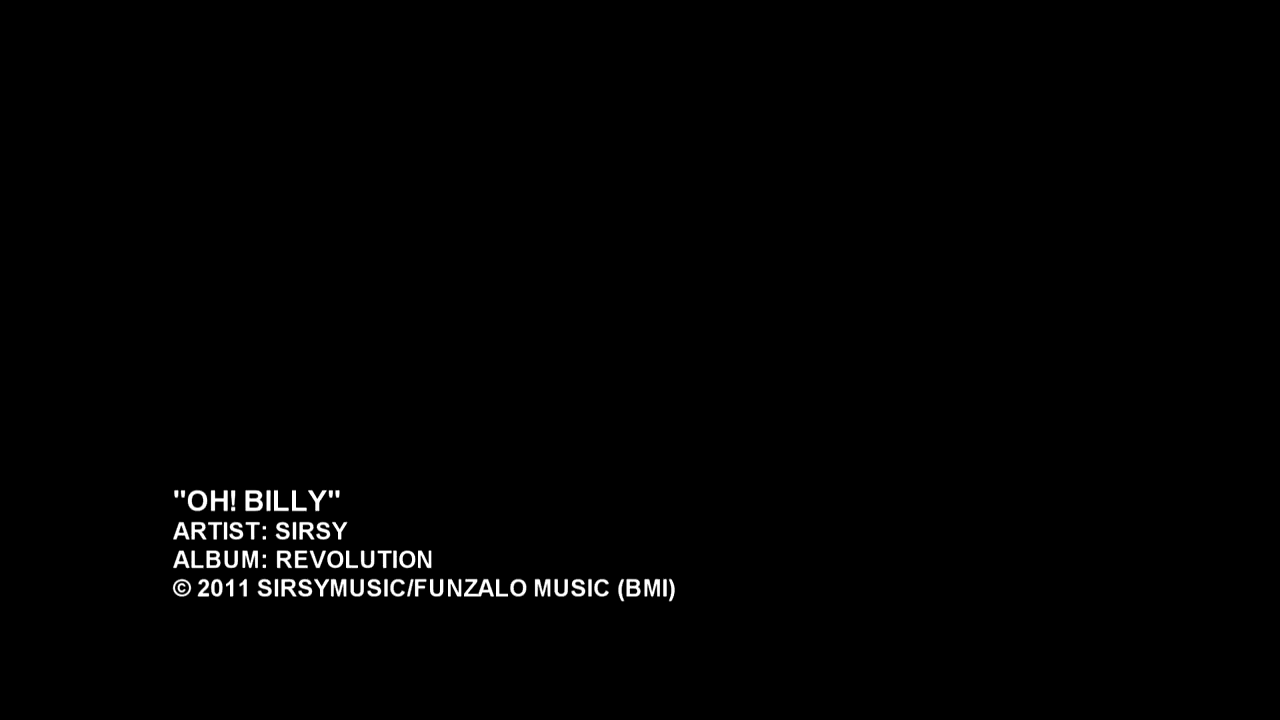 "OH! BILLY"
ARTIST: SIRSY
ALBUM: REVOLUTION
© 2011 SIRSYMUSIC/FUNZALO MUSIC (BMI)